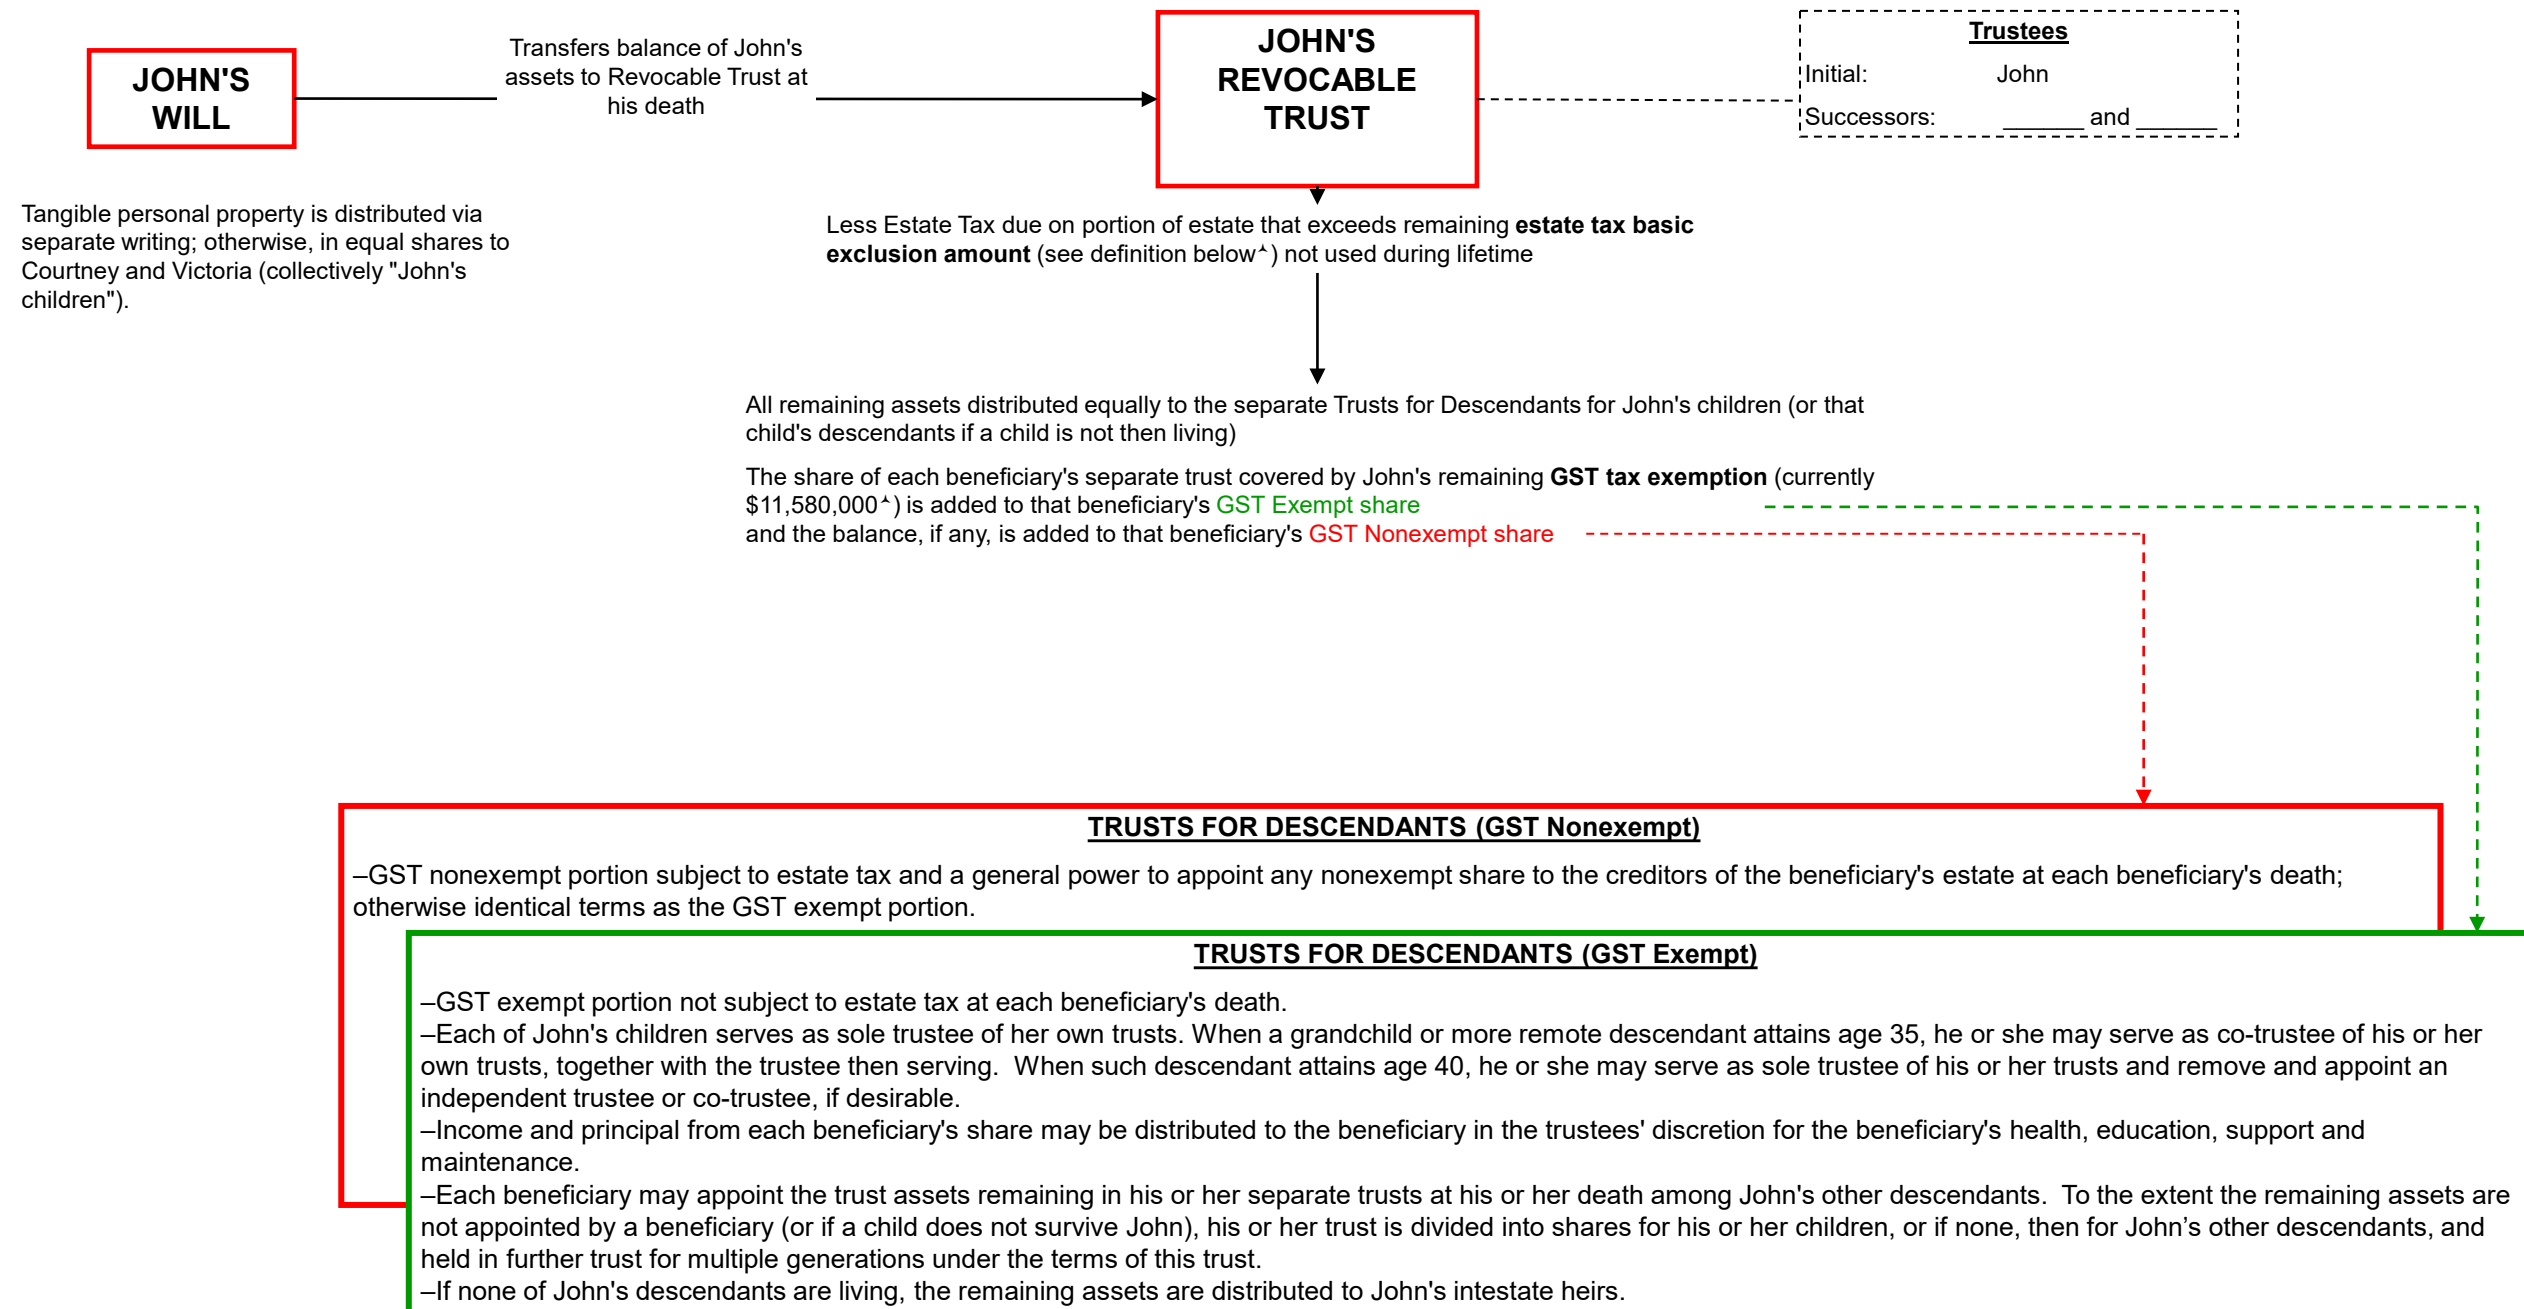 JOHN'S
WILL
Transfers balance of John's
assets to Revocable Trust at
his death
JOHN'S
REVOCABLE
TRUST
Trustees
Initial: John
Successors: ______ and ______
Tangible personal property is distributed via
separate writing; otherwise, in equal shares to
Courtney and Victoria (collectively "John's
children").
Less Estate Tax due on portion of estate that exceeds remaining estate tax basic
exclusion amount (see definition below⁁) not used during lifetime
All remaining assets distributed equally to the separate Trusts for Descendants for John's children (or that
child's descendants if a child is not then living)
The share of each beneficiary's separate trust covered by John's remaining GST tax exemption (currently
$11,580,000⁁) is added to that beneficiary's GST Exempt share
and the balance, if any, is added to that beneficiary's GST Nonexempt share
TRUSTS FOR DESCENDANTS (GST Nonexempt)
–GST nonexempt portion subject to estate tax and a general power to appoint any nonexempt share to the creditors of the beneficiary's estate at each beneficiary's death;
otherwise identical terms as the GST exempt portion.
TRUSTS FOR DESCENDANTS (GST Exempt)
–GST exempt portion not subject to estate tax at each beneficiary's death.
–Each of John's children serves as sole trustee of her own trusts. When a grandchild or more remote descendant attains age 35, he or she may serve as co-trustee of his or her
own trusts, together with the trustee then serving.  When such descendant attains age 40, he or she may serve as sole trustee of his or her trusts and remove and appoint an
independent trustee or co-trustee, if desirable.
–Income and principal from each beneficiary's share may be distributed to the beneficiary in the trustees' discretion for the beneficiary's health, education, support and
maintenance.
–Each beneficiary may appoint the trust assets remaining in his or her separate trusts at his or her death among John's other descendants.  To the extent the remaining assets are
not appointed by a beneficiary (or if a child does not survive John), his or her trust is divided into shares for his or her children, or if none, then for John’s other descendants, and
held in further trust for multiple generations under the terms of this trust.
–If none of John's descendants are living, the remaining assets are distributed to John's intestate heirs.